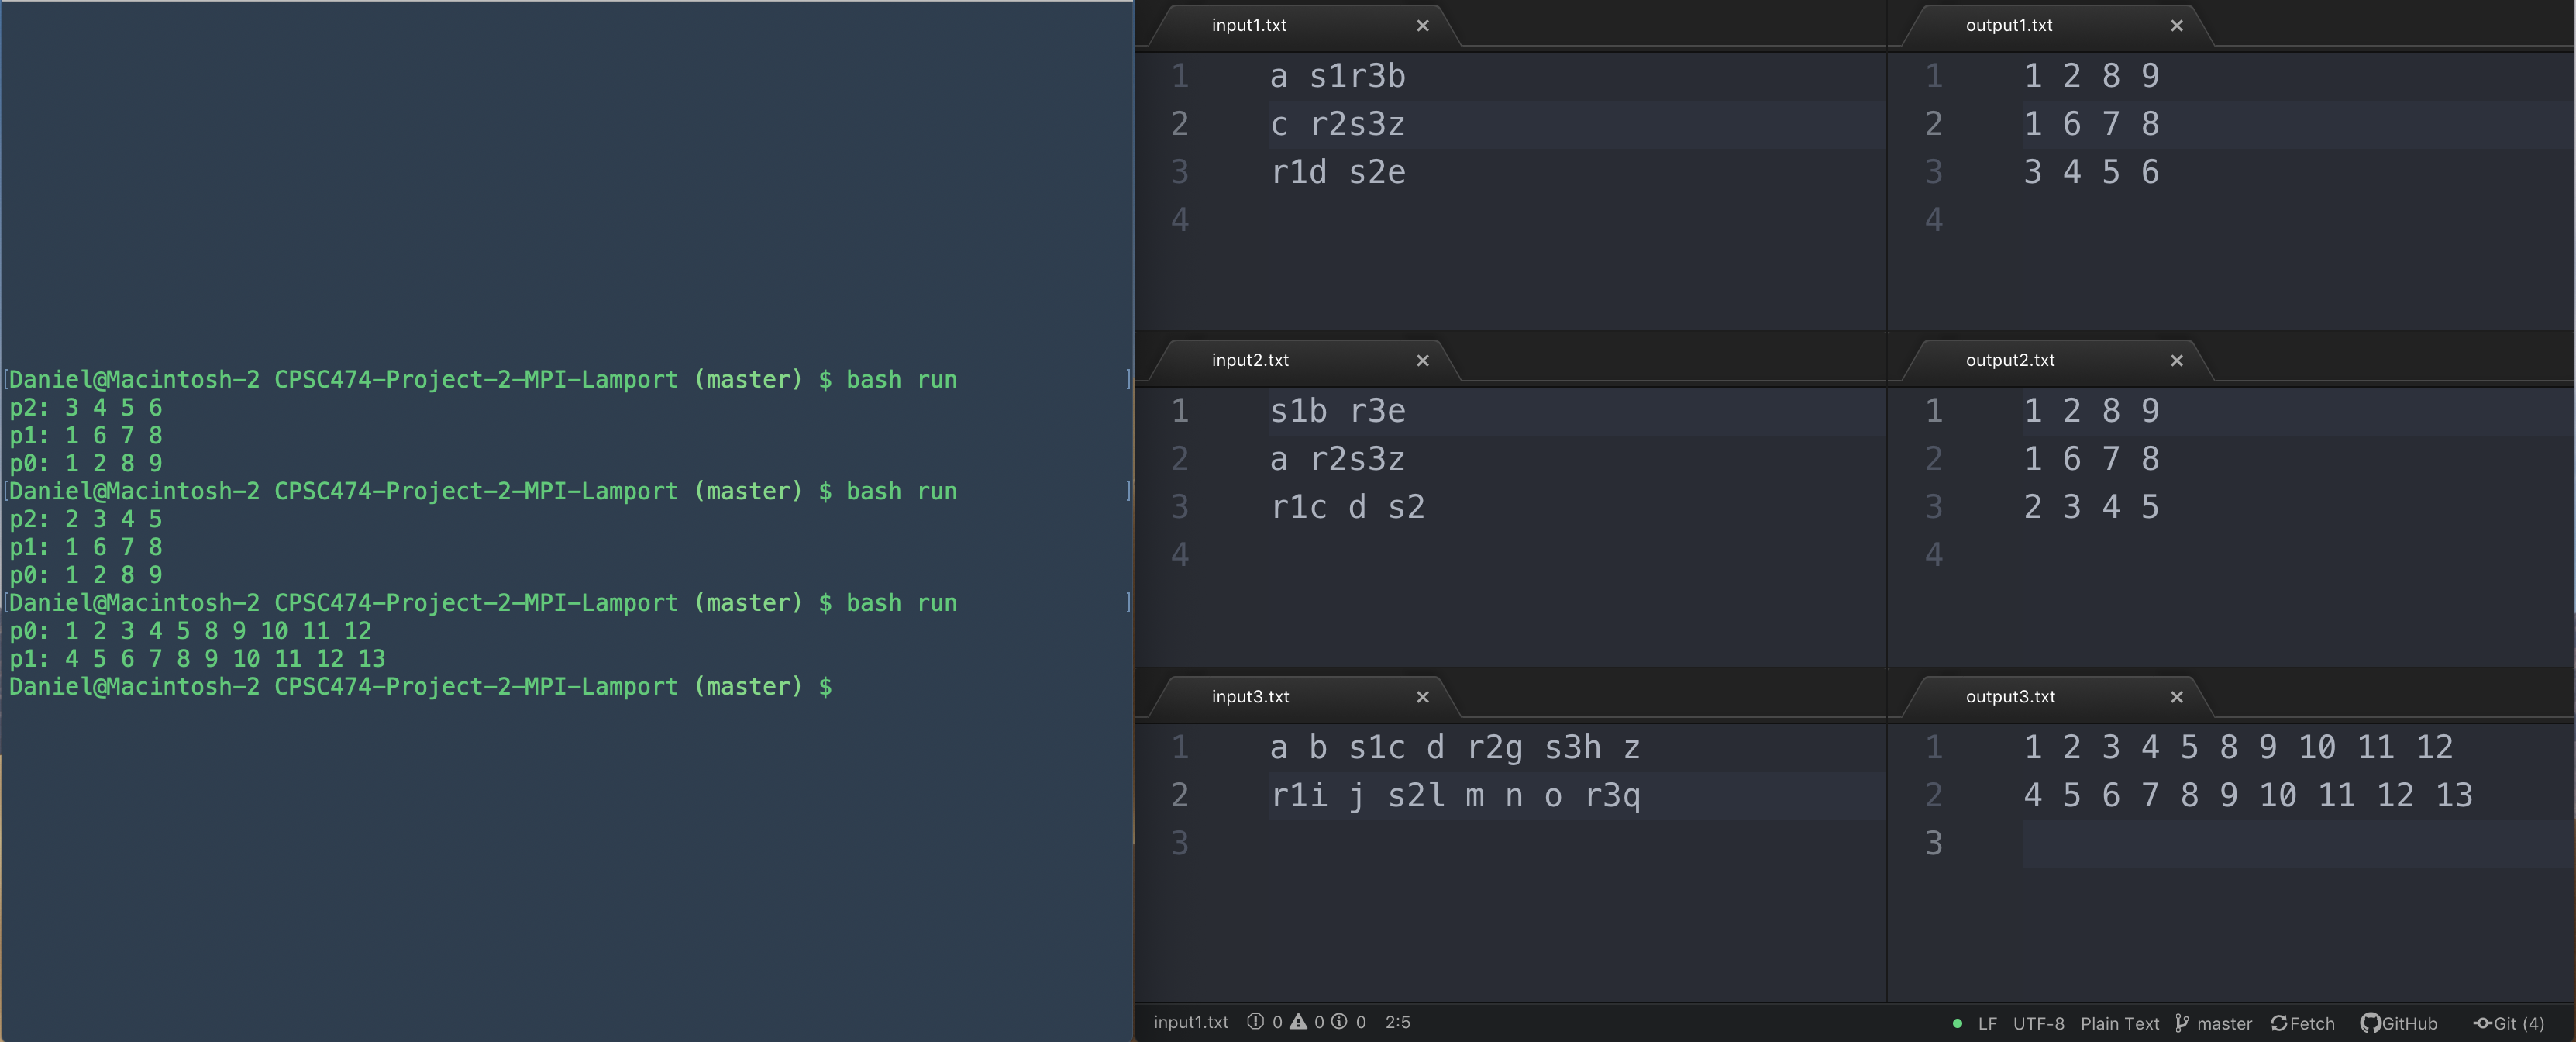 [Daniel@Macintosh-2 CPSC474-Project-2-MPI-Lamport (master) $ bash run ]
p2: 3 4 5 6
p1: 1 6 7 8
p0: 1 2 8 9
[Daniel@Macintosh-2 CPSC474-Project-2-MPI-Lamport (master) $ bash run ]
p2: 2 3 4 5
p1: 1 6 7 8
p0: 1 2 8 9
[Daniel@Macintosh-2 CPSC474-Project-2-MPI-Lamport (master) $ bash run ]
p0: 1 2 3 4 5 8 9 10 11 12
p1: 4 5 6 7 8 9 10 11 12 13
Daniel@Macintosh-2 CPSC474-Project-2-MPI-Lamport (master) $
input1.txt ×
1 a s1r3b
2 c r2s3z
3 r1d s2e
4
output1.txt ×
1 1 2 8 9
2 1 6 7 8
3 3 4 5 6
4
input2.txt ×
1 s1b r3e
2 a r2s3z
3 r1c d s2
4
output2.txt ×
1 1 2 8 9
2 1 6 7 8
3 2 3 4 5
4
input3.txt ×
1 a b s1c d r2g s3h z
2 r1i j s2l m n o r3q
3
output3.txt ×
1 1 2 3 4 5 8 9 10 11 12
2 4 5 6 7 8 9 10 11 12 13
3
input1.txt 0 0 0 2:5 LF UTF-8 Plain Text master Fetch GitHub Git (4)